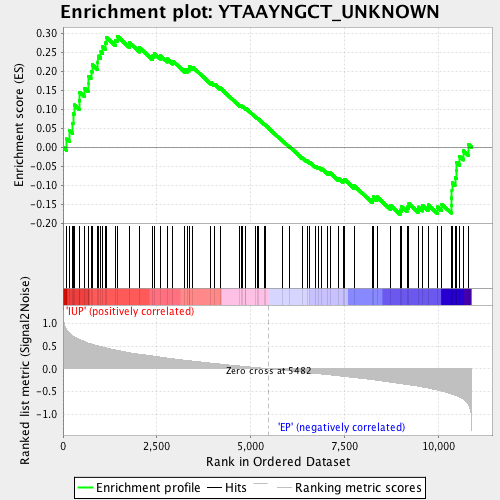 Enrichment plot: YTAAYNGCT_UNKNOWN
Enrichment score (ES)
0.30
0.25
0.20
0.15
0.10
0.05
0.00
-0.05
-0.10
-0.15
-0.20
'IUP' (positively correlated)
Ranked list metric (Signal2Noise)
1.0
0.5
0.0
-0.5
-1.0
Zero cross at 5482
'EP' (negatively correlated)
0
2,500
5,000
7,500
10,000
Rank in Ordered Dataset
Enrichment profile
Hits
Ranking metric scores